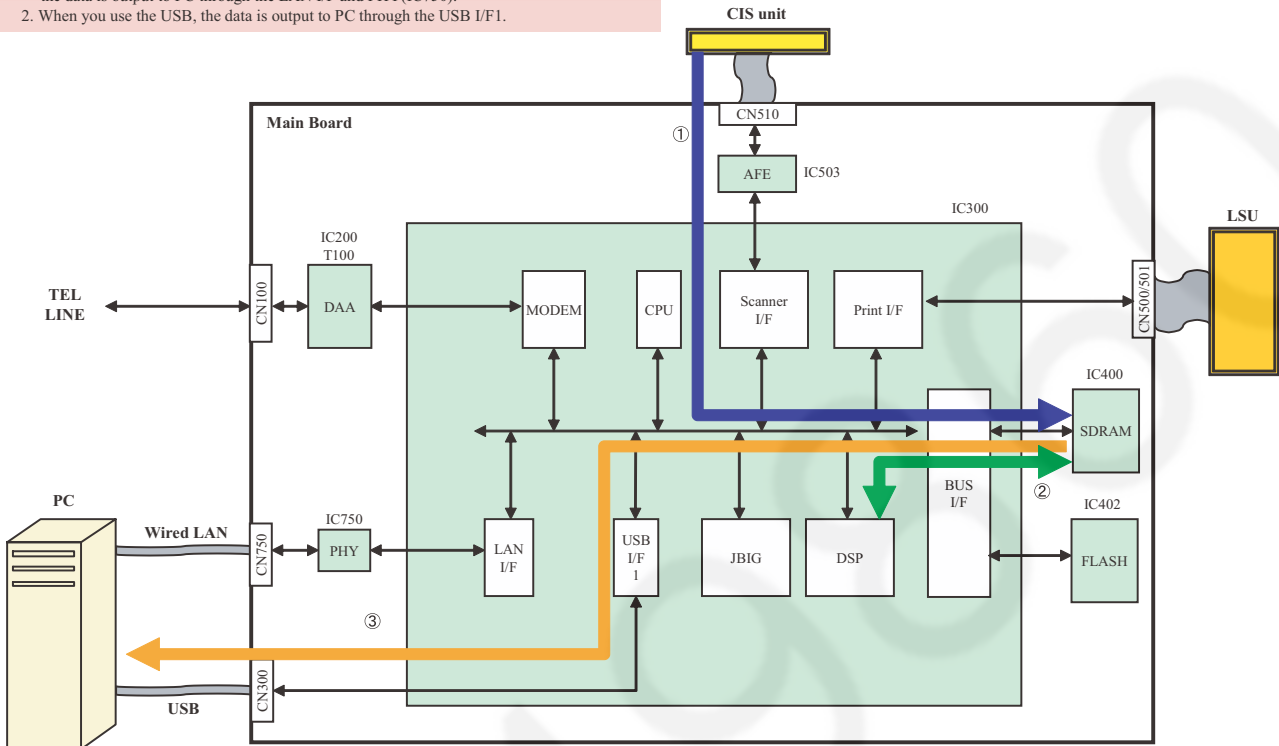 2. When you use the USB, the data is output to PC through the USB I/F1.
CIS unit
Main Board
CN510
①
AFE
IC503
IC300
LSU
IC200
T100
TEL
LINE
CN100
DAA
MODEM
CPU
Scanner
I/F
Print I/F
CN500/501
IC400
SDRAM
②
BUS
I/F
PC
Wired LAN
CN750
IC750
PHY
LAN
I/F
USB
I/F
1
JBIG
DSP
IC402
FLASH
③
CN300
USB